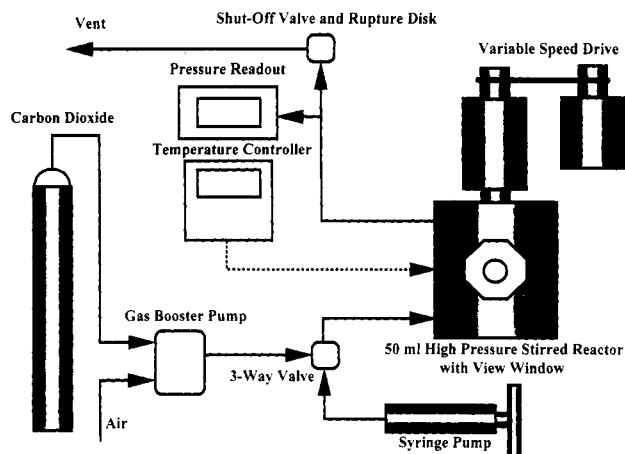 Shut-Off Valve and Rupture Disk
Vent
Variable Speed Drive
Pressure Readout
Carbon Dioxide
Temperature Controller
Gas Booster Pump
50 ml High Pressure Stirred Reactor
with View Window
3-Way Valve
Air
Syringe Pump